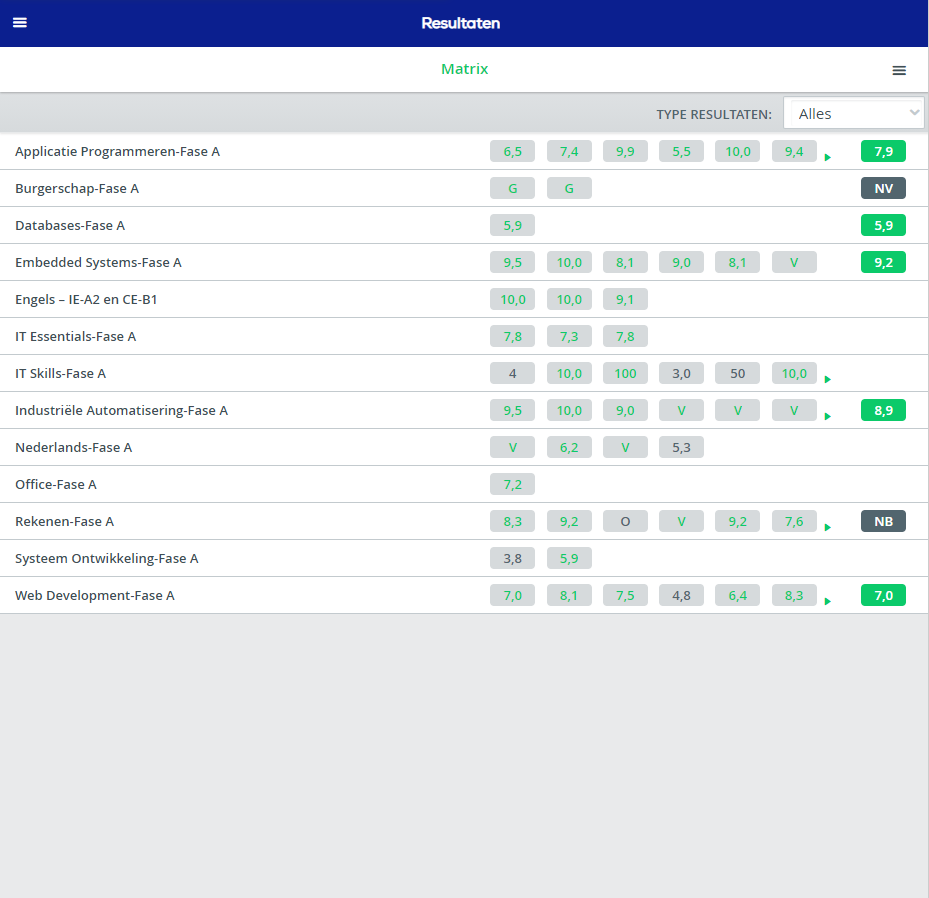 Resultaten
Matrix
TYPE RESULTATEN: Alles
Applicatie Programmeren-Fase A 6,5 7,4 9,9 5,5 10,0 9,4 7,9
Burgerschap-Fase A G G NV
Databases-Fase A 5,9 5,9
Embedded Systems-Fase A 9,5 10,0 8,1 9,0 8,1 V 9,2
Engels – IE-A2 en CE-B1 10,0 10,0 9,1
IT Essentials-Fase A 7,8 7,3 7,8
IT Skills-Fase A 4 10,0 100 3,0 50 10,0
Industriële Automatisering-Fase A 9,5 10,0 9,0 V V V 8,9
Nederlands-Fase A V 6,2 V 5,3
Office-Fase A 7,2
Rekenen-Fase A 8,3 9,2 O V 9,2 7,6 NB
Systeem Ontwikkeling-Fase A 3,8 5,9
Web Development-Fase A 7,0 8,1 7,5 4,8 6,4 8,3 7,0